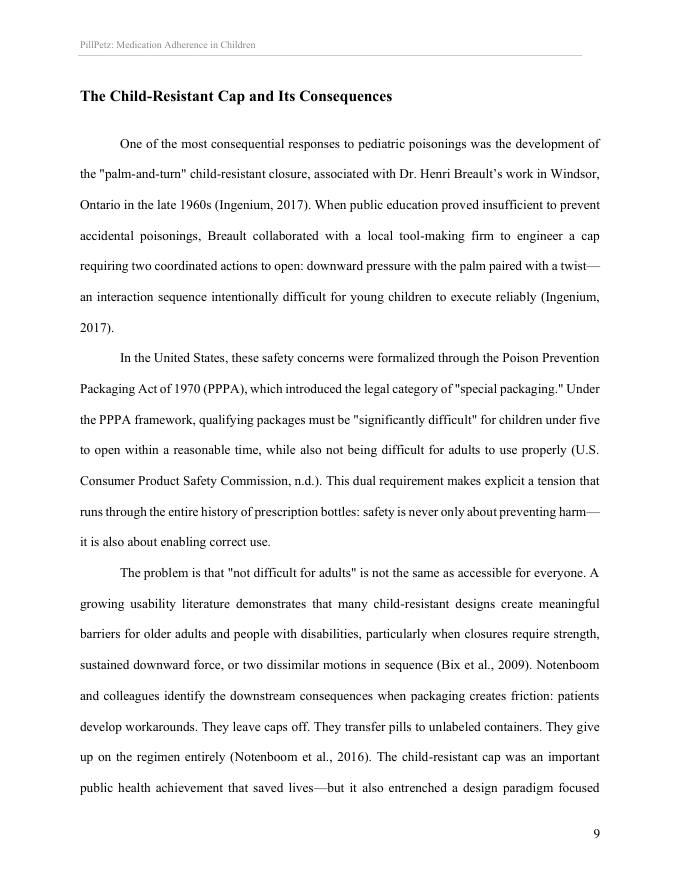 PillPetz: Medication Adherence in Children
The Child-Resistant Cap and Its Consequences
One of the most consequential responses to pediatric poisonings was the development of
the "palm-and-turn" child-resistant closure, associated with Dr. Henri Breault’s work in Windsor,
Ontario in the late 1960s (Ingenium, 2017). When public education proved insufficient to prevent
accidental poisonings, Breault collaborated with a local tool-making firm to engineer a cap
requiring two coordinated actions to open: downward pressure with the palm paired with a twist—
an interaction sequence intentionally difficult for young children to execute reliably (Ingenium,
2017).
In the United States, these safety concerns were formalized through the Poison Prevention
Packaging Act of 1970 (PPPA), which introduced the legal category of "special packaging." Under
the PPPA framework, qualifying packages must be "significantly difficult" for children under five
to open within a reasonable time, while also not being difficult for adults to use properly (U.S.
Consumer Product Safety Commission, n.d.). This dual requirement makes explicit a tension that
runs through the entire history of prescription bottles: safety is never only about preventing harm—
it is also about enabling correct use.
The problem is that "not difficult for adults" is not the same as accessible for everyone. A
growing usability literature demonstrates that many child-resistant designs create meaningful
barriers for older adults and people with disabilities, particularly when closures require strength,
sustained downward force, or two dissimilar motions in sequence (Bix et al., 2009). Notenboom
and colleagues identify the downstream consequences when packaging creates friction: patients
develop workarounds. They leave caps off. They transfer pills to unlabeled containers. They give
up on the regimen entirely (Notenboom et al., 2016). The child-resistant cap was an important
public health achievement that saved lives—but it also entrenched a design paradigm focused
9